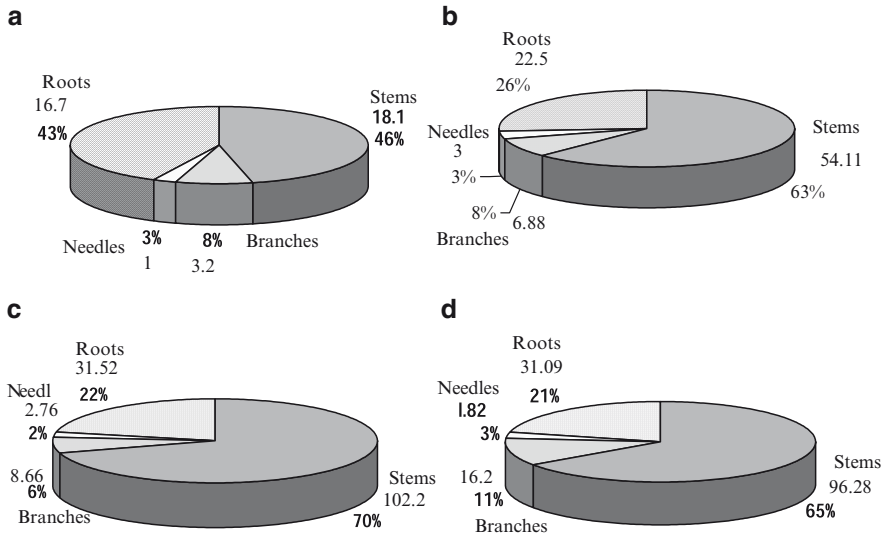 a
Roots
16.7
43%
Stems
18.1
46%
Needles
3%
1
8%
3.2
Branches
b
Roots
22.5
26%
Needles
3
3%
8%
6.88
Branches
Stems
54.11
63%
c
Roots
31.52
22%
Needl
2.76
2%
8.66
6%
Branches
Stems
102.2
70%
d
Roots
31.09
21%
Needles
l.82
3%
16.2
11%
Branches
Stems
96.28
65%